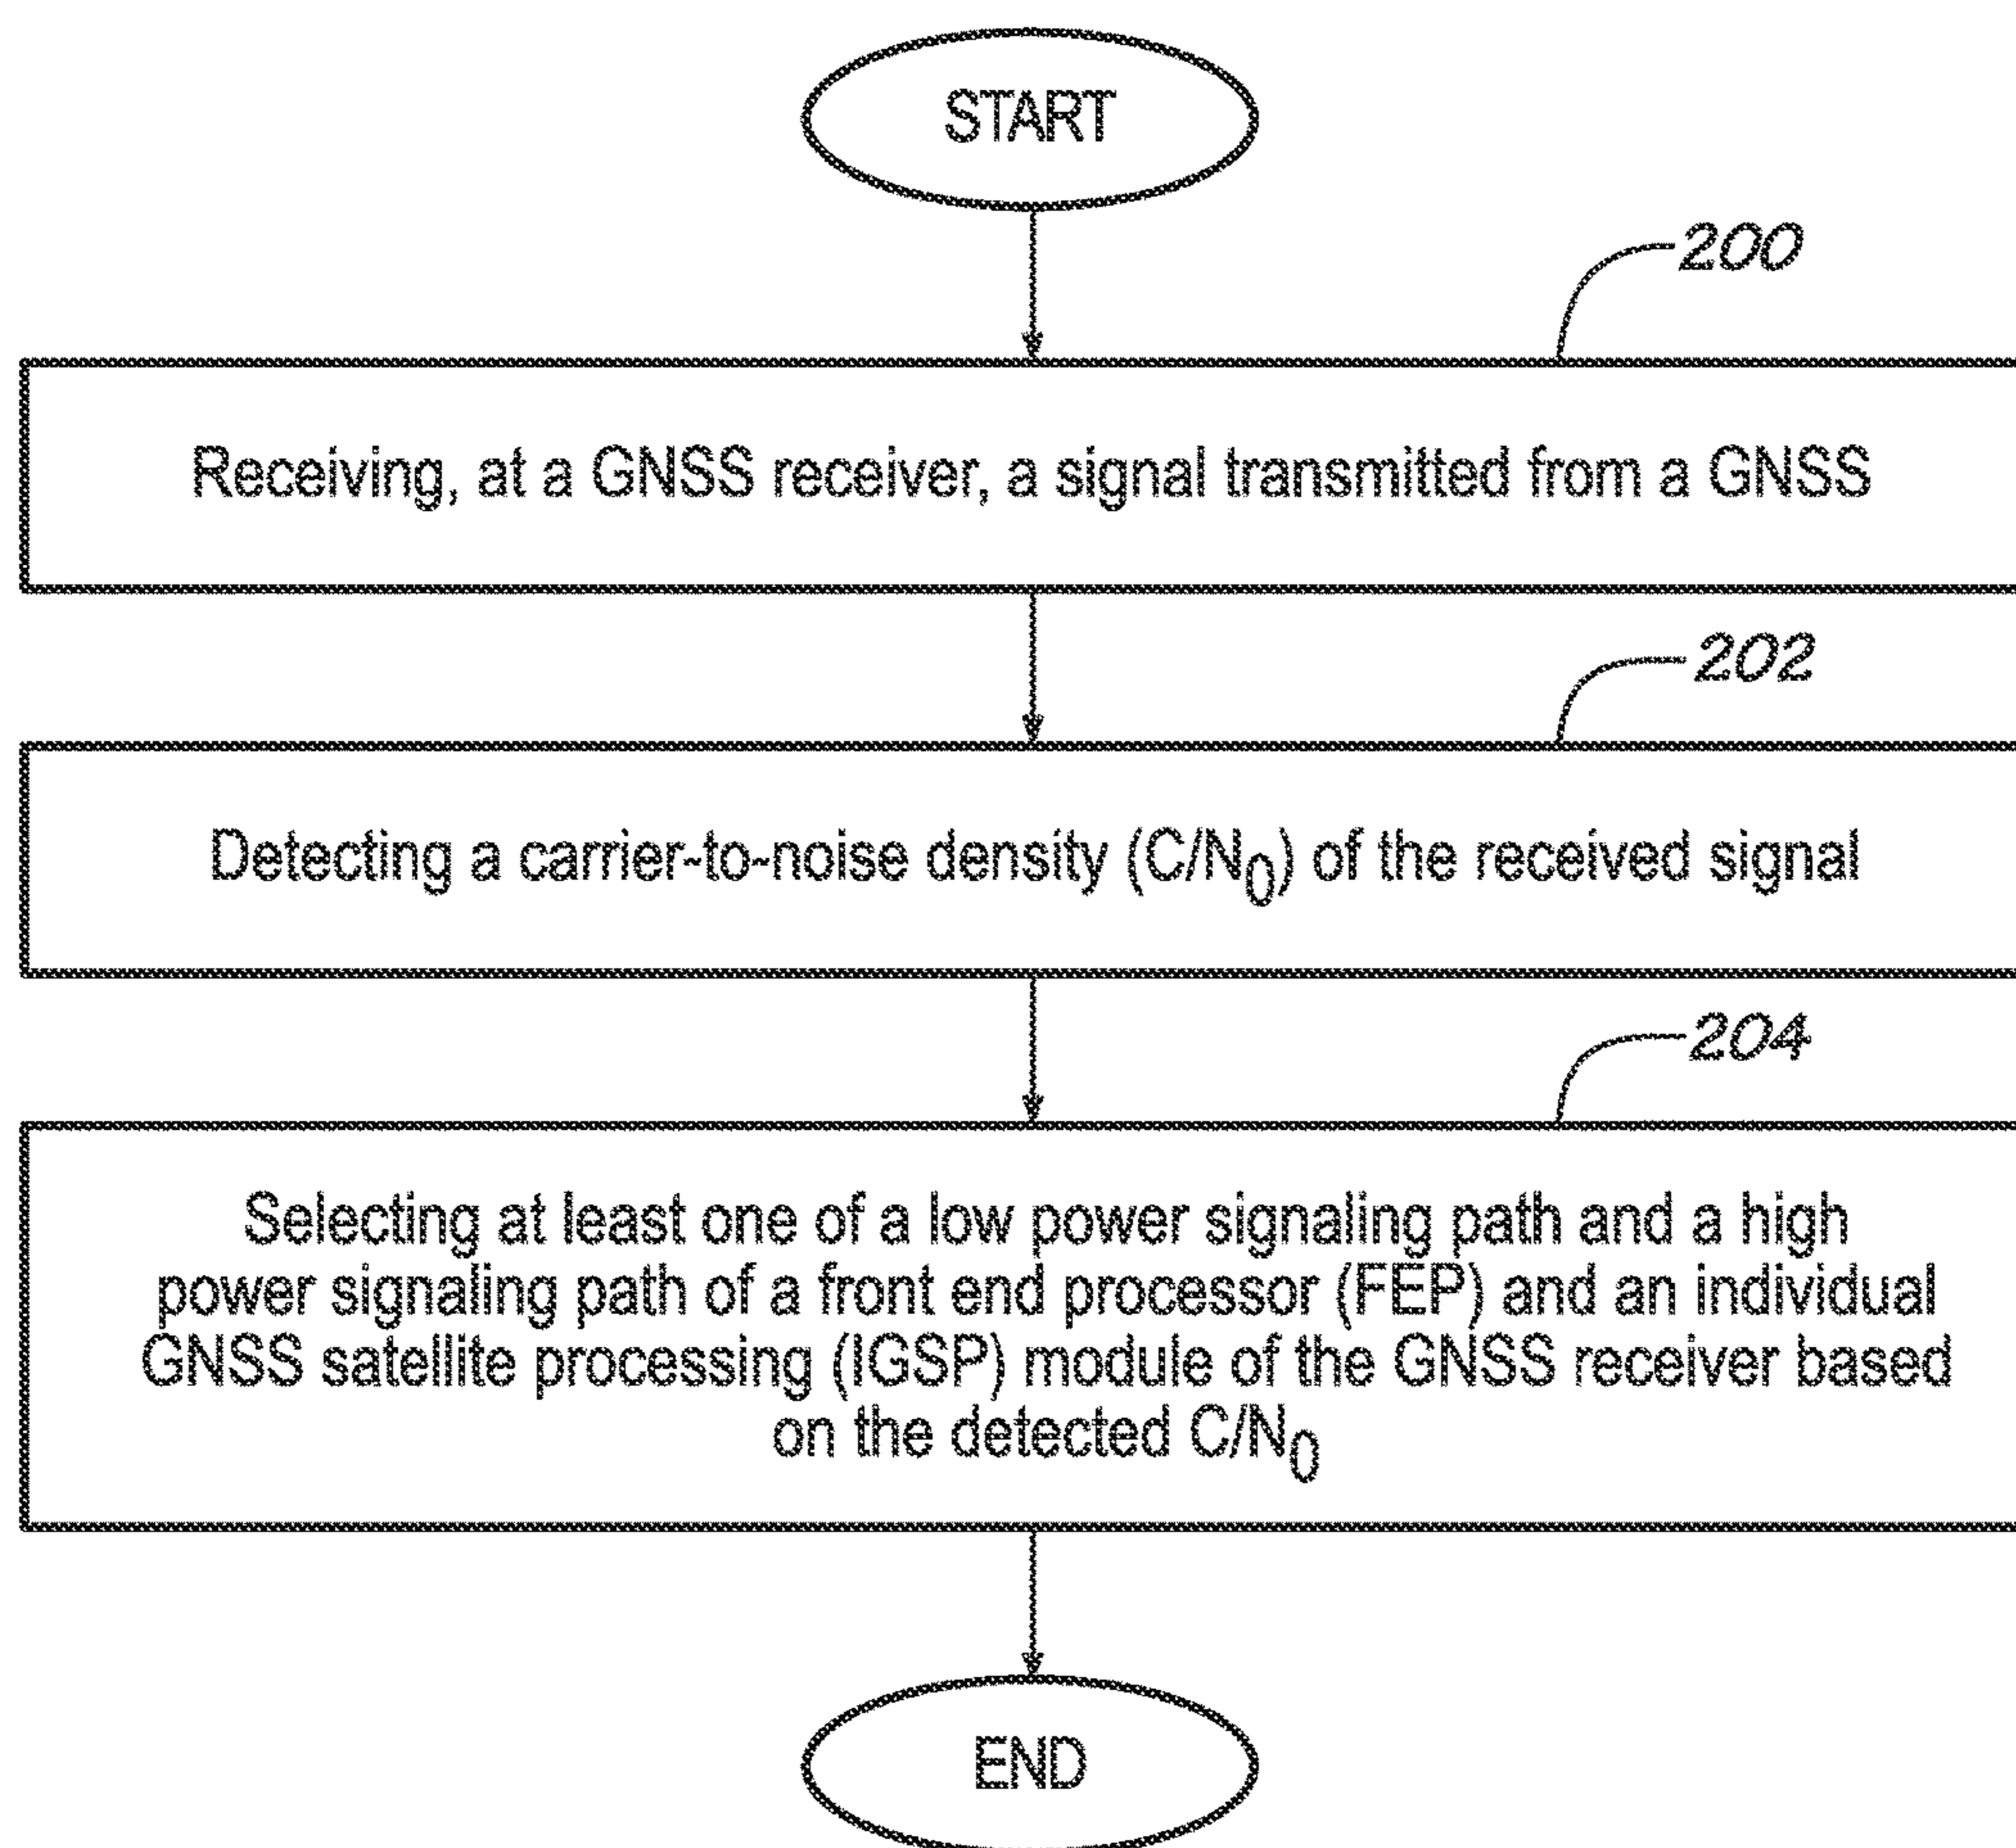 START
200
Receiving, at a GNSS receiver, a signal transmitted from a GNSS
202
Detecting a carrier-to-noise density (C/N₀) of the received signal
204
Selecting at least one of a low power signaling path and a high
power signaling path of a front end processor (FEP) and an individual
GNSS satellite processing (IGSP) module of the GNSS receiver based
on the detected C/N₀
END